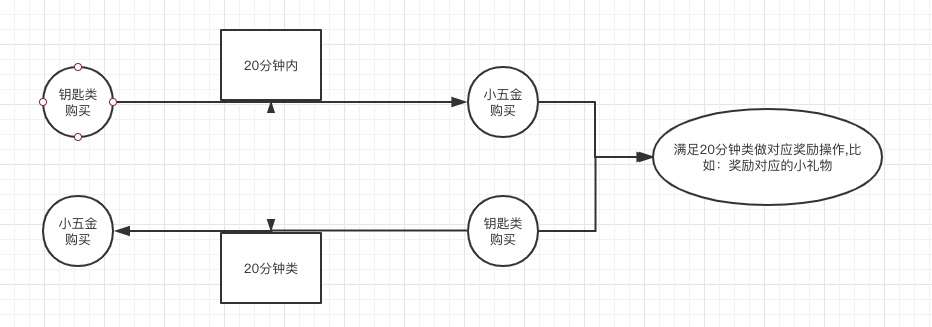 20分钟内
钥匙类
购买
小五金
购买
满足20分钟类做对应奖励操作,比
如：奖励对应的小礼物
小五金
购买
钥匙类
购买
20分钟类